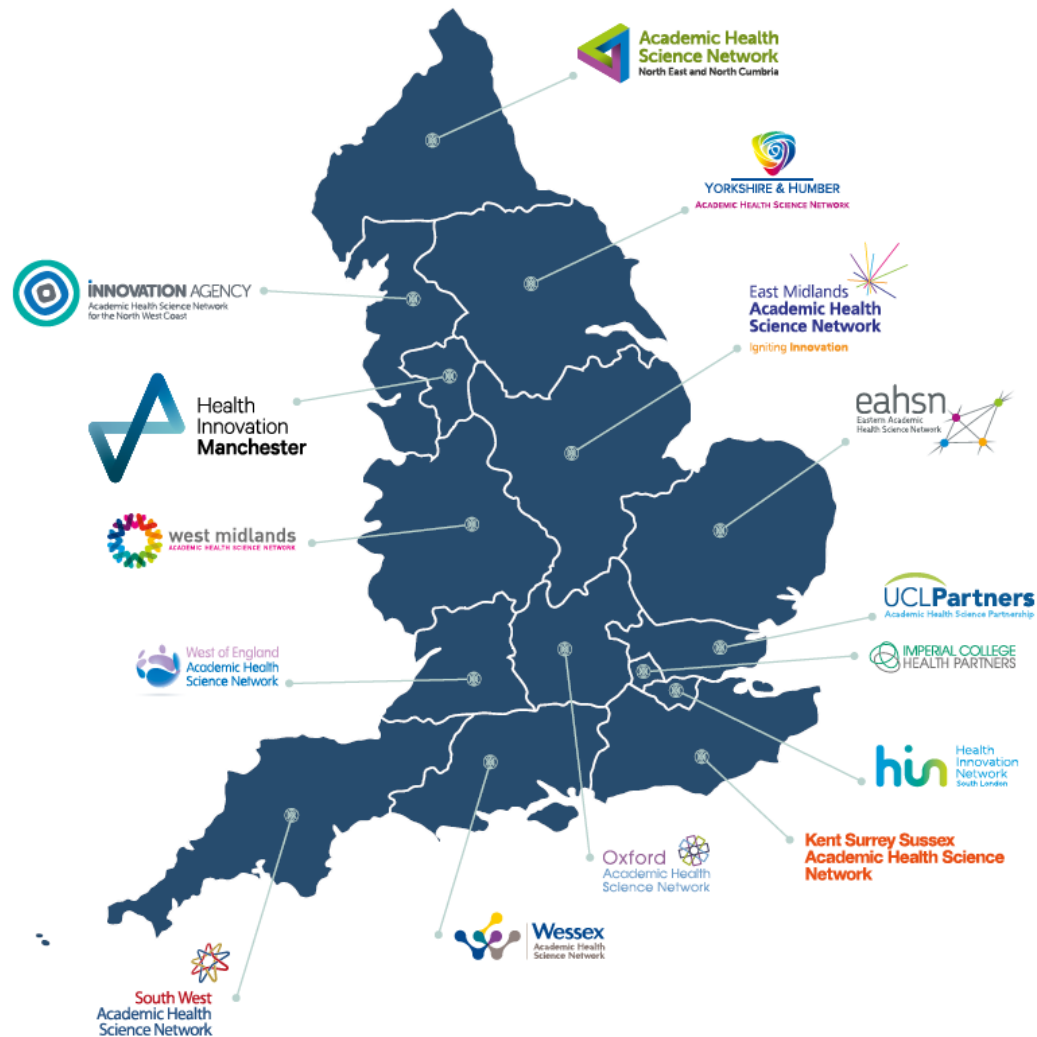 Academic Health
Science Network
North East and North Cumbria
YORKSHIRE & HUMBER
ACADEMIC HEALTH SCIENCE NETWORK
iNNOVATION AGENCY
Academic Health Science Network
for the North West Coast
East Midlands
Academic Health
Science Network
Igniting Innovation
Health
Innovation
Manchester
eahsn
Eastern Academic
Health Science Network
west midlands
ACADEMIC HEALTH SCIENCE NETWORK
UCLPartners
Academic Health Science Partnership
West of England
Academic Health
Science Network
IMPERIAL COLLEGE
HEALTH PARTNERS
hin
Health
Innovation
Network
South London
Kent Surrey Sussex
Academic Health Science
Network
Oxford
Academic Health
Science Network
Wessex
Academic Health
Science Network
South West
Academic Health
Science Network